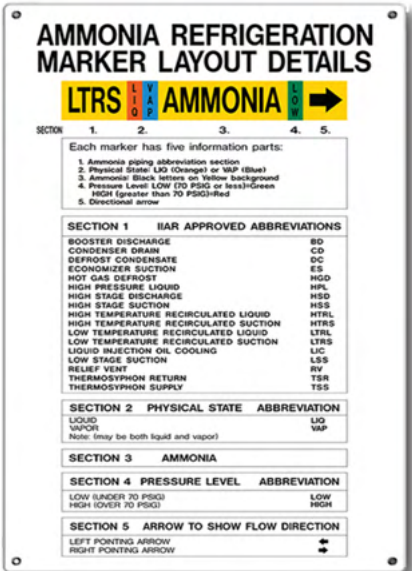 AMMONIA REFRIGERATION
MARKER LAYOUT DETAILS
LTRS LIQ VAP AMMONIA LOW ➡
SECTION 1. 2. 3. 4. 5.
Each marker has five information parts:
1. Ammonia piping abbreviation section
2. Physical State: LIQ (Orange) or VAP (Blue)
3. Ammonia: Black letters on Yellow background
4. Pressure Level: LOW (70 PSIG or less)=Green
HIGH (greater than 70 PSIG)=Red
5. Directional arrow
SECTION 1 IIAR APPROVED ABBREVIATIONS
BOOSTER DISCHARGE BD
CONDENSER DRAIN CD
DEFROST CONDENSATE DC
ECONOMIZER SUCTION ES
HOT GAS DEFROST HGD
HIGH PRESSURE LIQUID HPL
HIGH STAGE DISCHARGE HSD
HIGH STAGE SUCTION HSS
HIGH TEMPERATURE RECIRCULATED LIQUID HTRL
HIGH TEMPERATURE RECIRCULATED SUCTION HTRS
LOW TEMPERATURE RECIRCULATED LIQUID LTRL
LOW TEMPERATURE RECIRCULATED SUCTION LTRS
LIQUID INJECTION OIL COOLING LIC
LOW STAGE SUCTION LSS
RELIEF VENT RV
THERMOSYPHON RETURN TSR
THERMOSYPHON SUPPLY TSS
SECTION 2 PHYSICAL STATE ABBREVIATION
LIQUID LIQ
VAPOR VAP
Note: (may be both liquid and vapor)
SECTION 3 AMMONIA
SECTION 4 PRESSURE LEVEL ABBREVIATION
LOW (UNDER 70 PSIG) LOW
HIGH (OVER 70 PSIG) HIGH
SECTION 5 ARROW TO SHOW FLOW DIRECTION
LEFT POINTING ARROW ⬅
RIGHT POINTING ARROW ➡